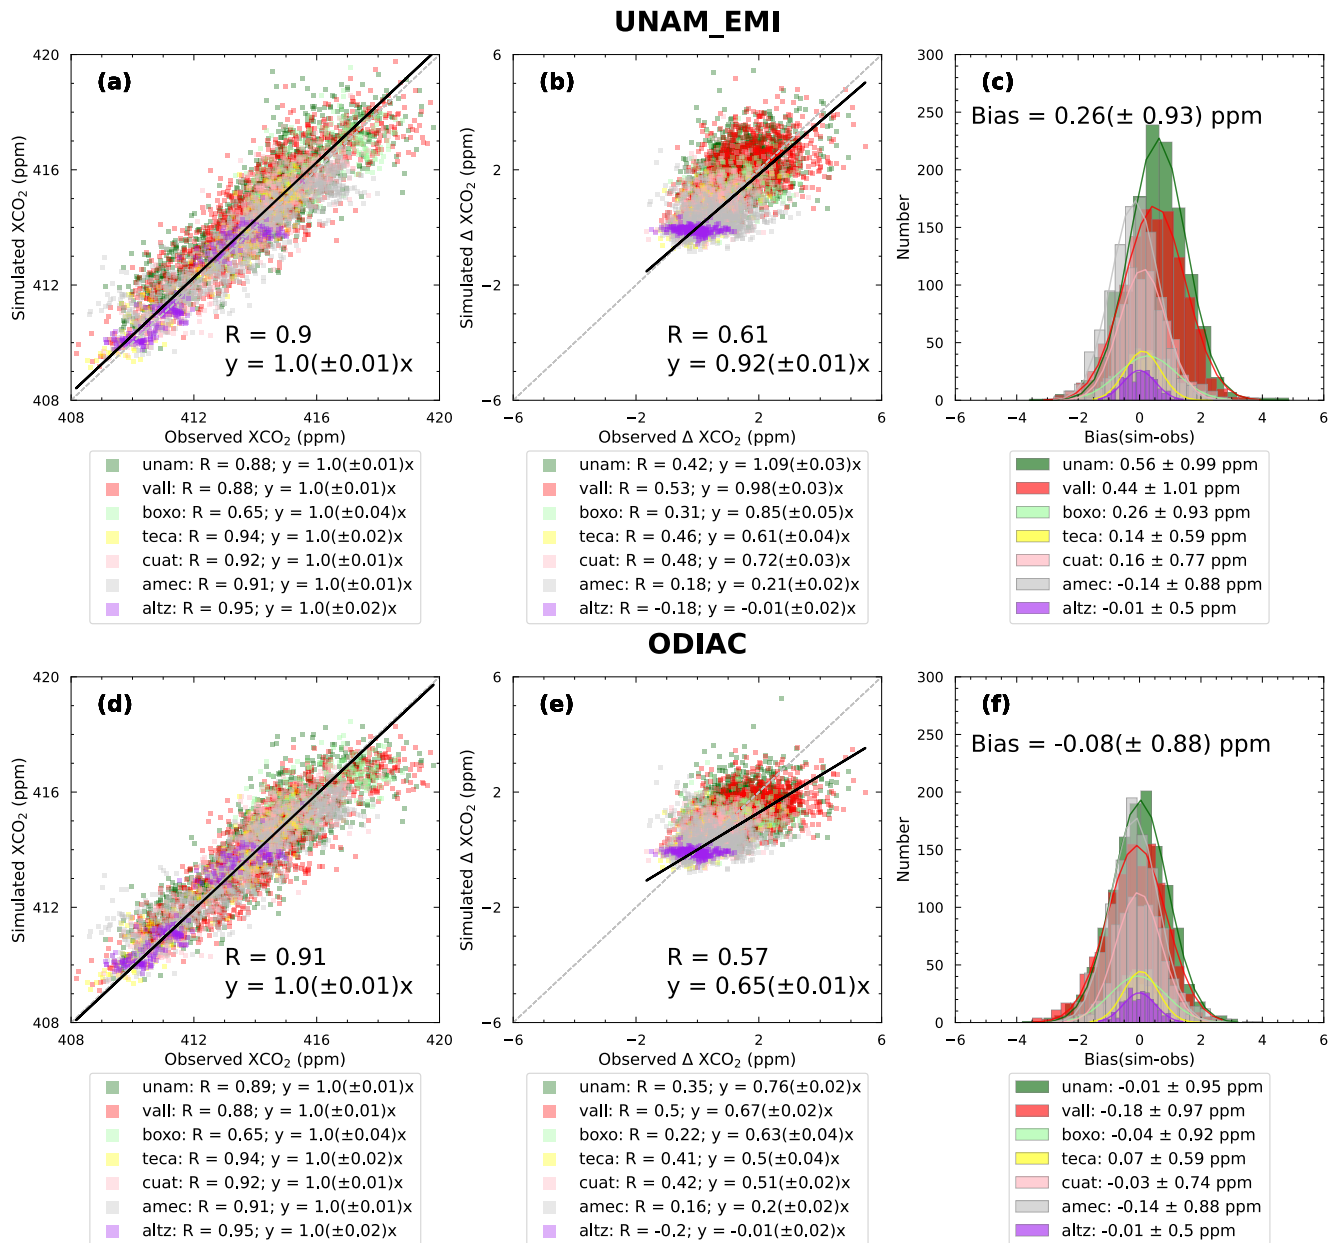 UNAM_EMI
(a)
R = 0.9
y = 1.0(±0.01)x
420
416
412
408
408
412
416
420
Simulated XCO₂ (ppm)
Observed XCO₂ (ppm)
unam: R = 0.88; y = 1.0(±0.01)x
vall: R = 0.88; y = 1.0(±0.01)x
boxo: R = 0.65; y = 1.0(±0.04)x
teca: R = 0.94; y = 1.0(±0.02)x
cuat: R = 0.92; y = 1.0(±0.01)x
amec: R = 0.91; y = 1.0(±0.01)x
altz: R = 0.95; y = 1.0(±0.02)x
(b)
R = 0.61
y = 0.92(±0.01)x
6
2
−2
−6
−6
−2
2
6
Simulated Δ XCO₂ (ppm)
Observed Δ XCO₂ (ppm)
unam: R = 0.42; y = 1.09(±0.03)x
vall: R = 0.53; y = 0.98(±0.03)x
boxo: R = 0.31; y = 0.85(±0.05)x
teca: R = 0.46; y = 0.61(±0.04)x
cuat: R = 0.48; y = 0.72(±0.03)x
amec: R = 0.18; y = 0.21(±0.02)x
altz: R = -0.18; y = -0.01(±0.02)x
(c)
Bias = 0.26(± 0.93) ppm
300
250
200
150
100
50
0
−6
−4
−2
0
2
4
6
Number
Bias(sim-obs)
unam: 0.56 ± 0.99 ppm
vall: 0.44 ± 1.01 ppm
boxo: 0.26 ± 0.93 ppm
teca: 0.14 ± 0.59 ppm
cuat: 0.16 ± 0.77 ppm
amec: -0.14 ± 0.88 ppm
altz: -0.01 ± 0.5 ppm
ODIAC
(d)
R = 0.91
y = 1.0(±0.01)x
420
416
412
408
408
412
416
420
Simulated XCO₂ (ppm)
Observed XCO₂ (ppm)
unam: R = 0.89; y = 1.0(±0.01)x
vall: R = 0.88; y = 1.0(±0.01)x
boxo: R = 0.65; y = 1.0(±0.04)x
teca: R = 0.94; y = 1.0(±0.02)x
cuat: R = 0.92; y = 1.0(±0.01)x
amec: R = 0.91; y = 1.0(±0.01)x
altz: R = 0.95; y = 1.0(±0.02)x
(e)
R = 0.57
y = 0.65(±0.01)x
6
2
−2
−6
−6
−2
2
6
Simulated Δ XCO₂ (ppm)
Observed Δ XCO₂ (ppm)
unam: R = 0.35; y = 0.76(±0.02)x
vall: R = 0.5; y = 0.67(±0.02)x
boxo: R = 0.22; y = 0.63(±0.04)x
teca: R = 0.41; y = 0.5(±0.04)x
cuat: R = 0.42; y = 0.51(±0.02)x
amec: R = 0.16; y = 0.2(±0.02)x
altz: R = -0.2; y = -0.01(±0.02)x
(f)
Bias = -0.08(± 0.88) ppm
300
250
200
150
100
50
0
−6
−4
−2
0
2
4
6
Number
Bias(sim-obs)
unam: -0.01 ± 0.95 ppm
vall: -0.18 ± 0.97 ppm
boxo: -0.04 ± 0.92 ppm
teca: 0.07 ± 0.59 ppm
cuat: -0.03 ± 0.74 ppm
amec: -0.14 ± 0.88 ppm
altz: -0.01 ± 0.5 ppm